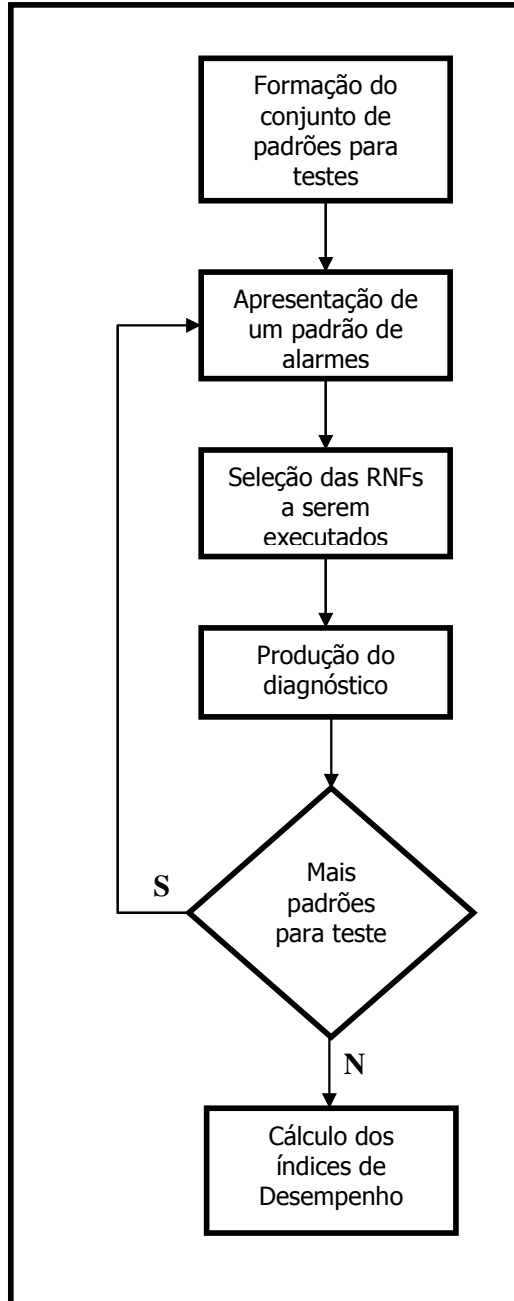 Formação do
conjunto de
padrões para
testes
Apresentação de
um padrão de
alarmes
Seleção das RNFs
a serem
executados
Produção do
diagnóstico
Mais
padrões
para teste
S
N
Cálculo dos
índices de
Desempenho